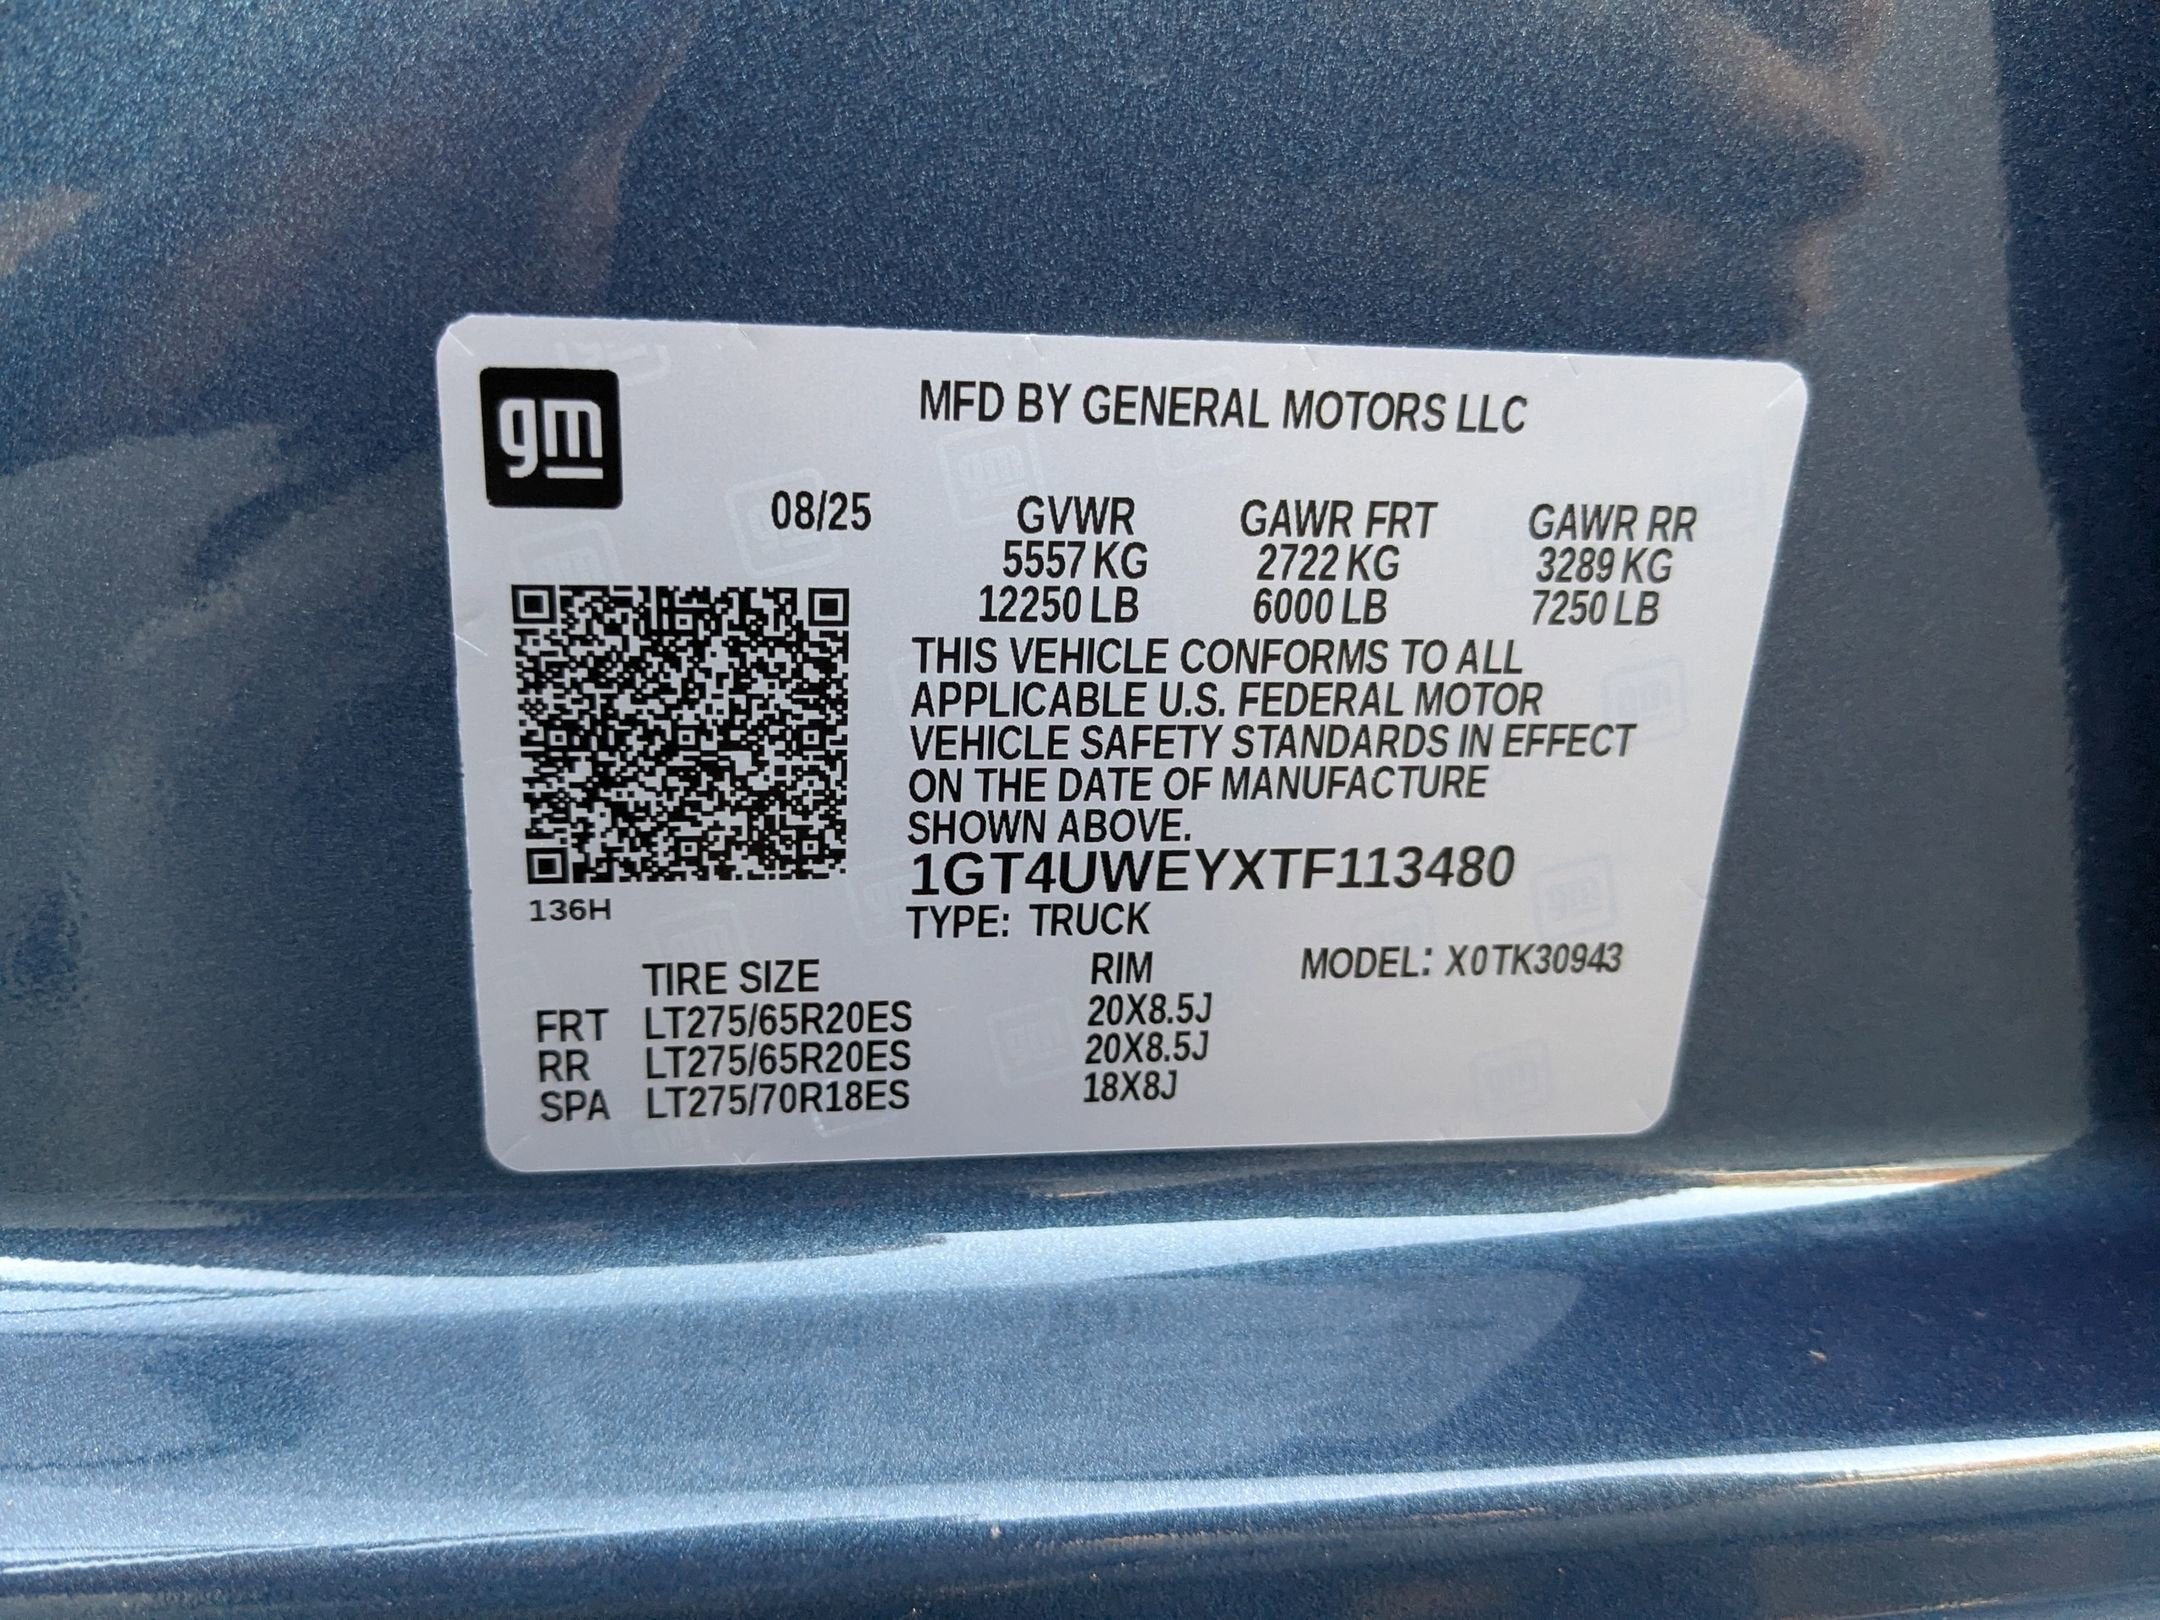 gm
MFD BY GENERAL MOTORS LLC
08/25 GVWR GAWR FRT GAWR RR
5557 KG 2722 KG 3289 KG
12250 LB 6000 LB 7250 LB
THIS VEHICLE CONFORMS TO ALL
APPLICABLE U.S. FEDERAL MOTOR
VEHICLE SAFETY STANDARDS IN EFFECT
ON THE DATE OF MANUFACTURE
SHOWN ABOVE.
1GT4UWEYXTF113480
136H
TYPE: TRUCK
TIRE SIZE RIM MODEL: X0TK30943
FRT LT275/65R20ES 20X8.5J
RR LT275/65R20ES 20X8.5J
SPA LT275/70R18ES 18X8J